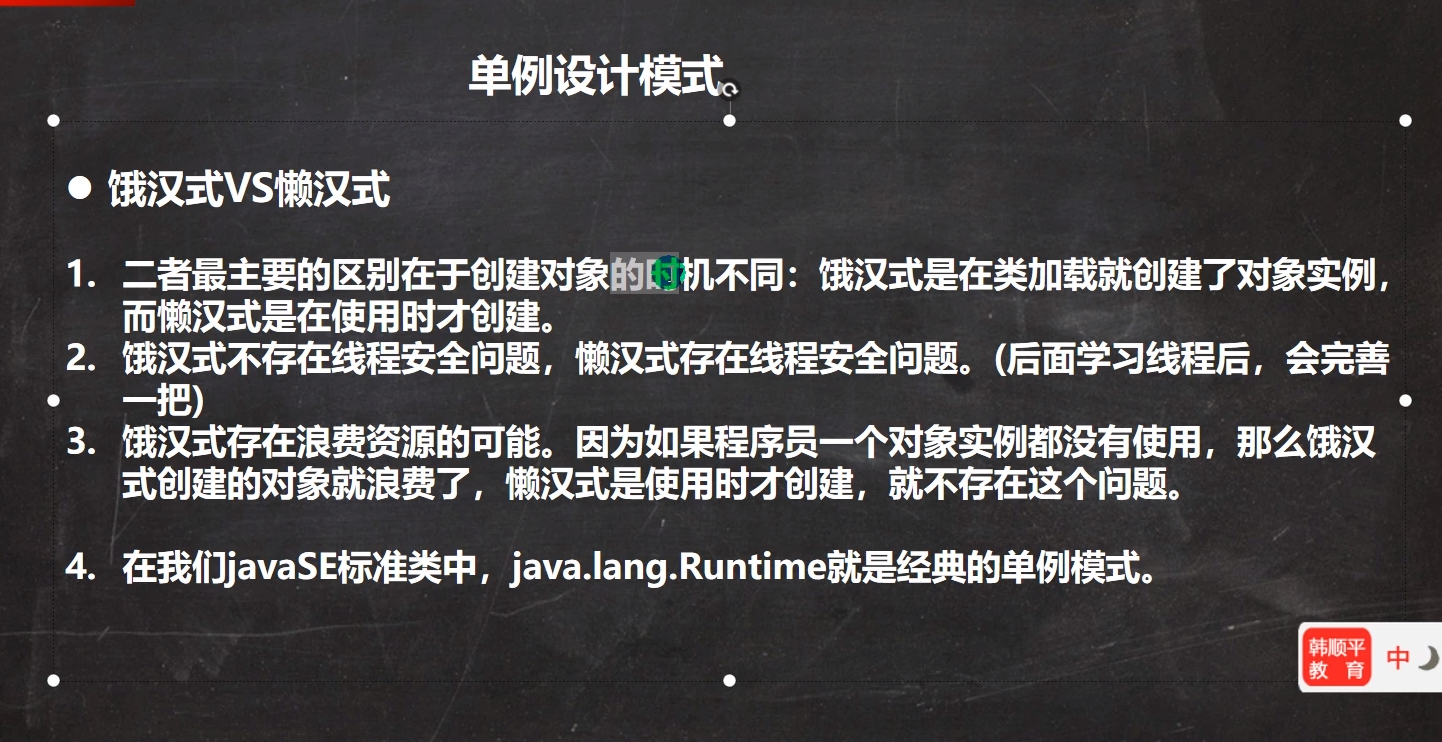 单例设计模式
● 饿汉式VS懒汉式
1. 二者最主要的区别在于创建对象的时机不同：饿汉式是在类加载就创建了对象实例，
而懒汉式是在使用时才创建。
2. 饿汉式不存在线程安全问题，懒汉式存在线程安全问题。(后面学习线程后，会完善
一把)
3. 饿汉式存在浪费资源的可能。因为如果程序员一个对象实例都没有使用，那么饿汉
式创建的对象就浪费了，懒汉式是使用时才创建，就不存在这个问题。
4. 在我们javaSE标准类中，java.lang.Runtime就是经典的单例模式。
韩顺平
教 育
中